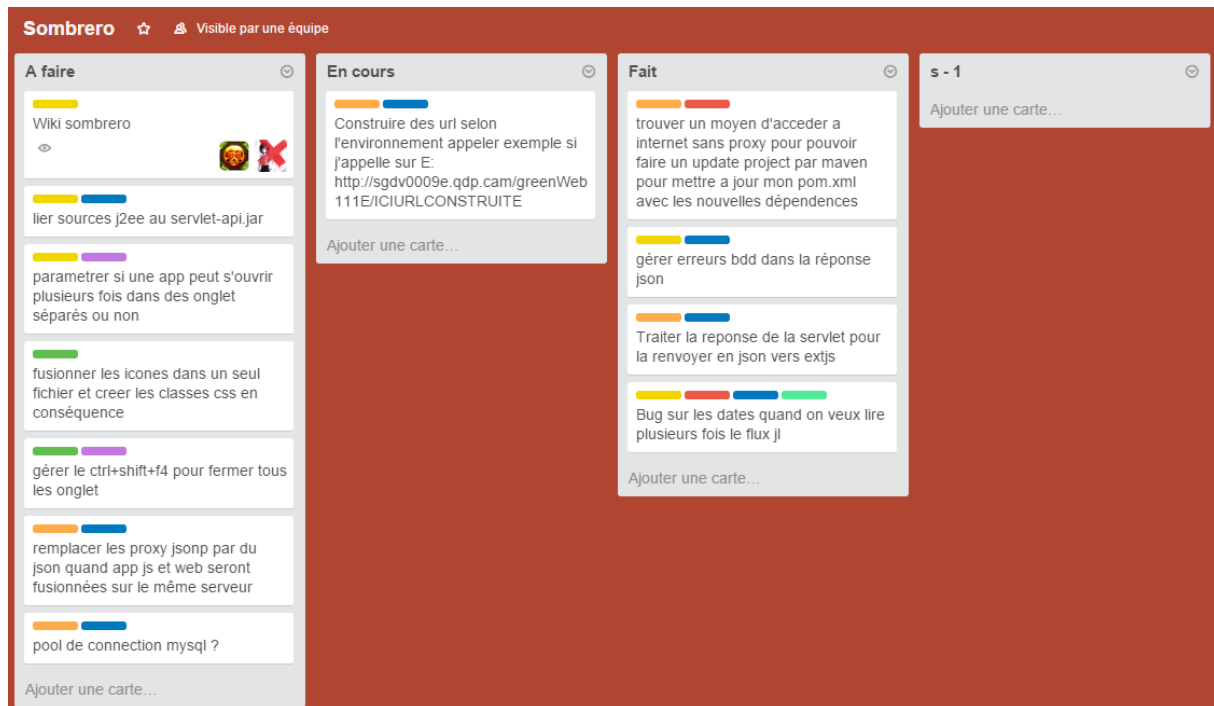 Sombrero
Visible par une équipe
A faire
Wiki sombrero
lier sources j2ee au servlet-api.jar
parametrer si une app peut s'ouvrir
plusieurs fois dans des onglet
séparés ou non
fusionner les icones dans un seul
fichier et creer les classes css en
conséquence
gérer le ctrl+shift+f4 pour fermer tous
les onglet
remplacer les proxy jsonp par du
json quand app js et web seront
fusionnées sur le même serveur
pool de connection mysql ?
Ajouter une carte...
En cours
Construire des url selon
l'environnement appeler exemple si
j'appelle sur E:
http://sgdv0009e.qdp.cam/greenWeb
111E/ICIURLCONSTRUITE
Ajouter une carte...
Fait
trouver un moyen d'acceder a
internet sans proxy pour pouvoir
faire un update project par maven
pour mettre a jour mon pom.xml
avec les nouvelles dépendences
gérer erreurs bdd dans la réponse
json
Traiter la reponse de la servlet pour
la renvoyer en json vers extjs
Bug sur les dates quand on veux lire
plusieurs fois le flux jl
Ajouter une carte...
s - 1
Ajouter une carte...